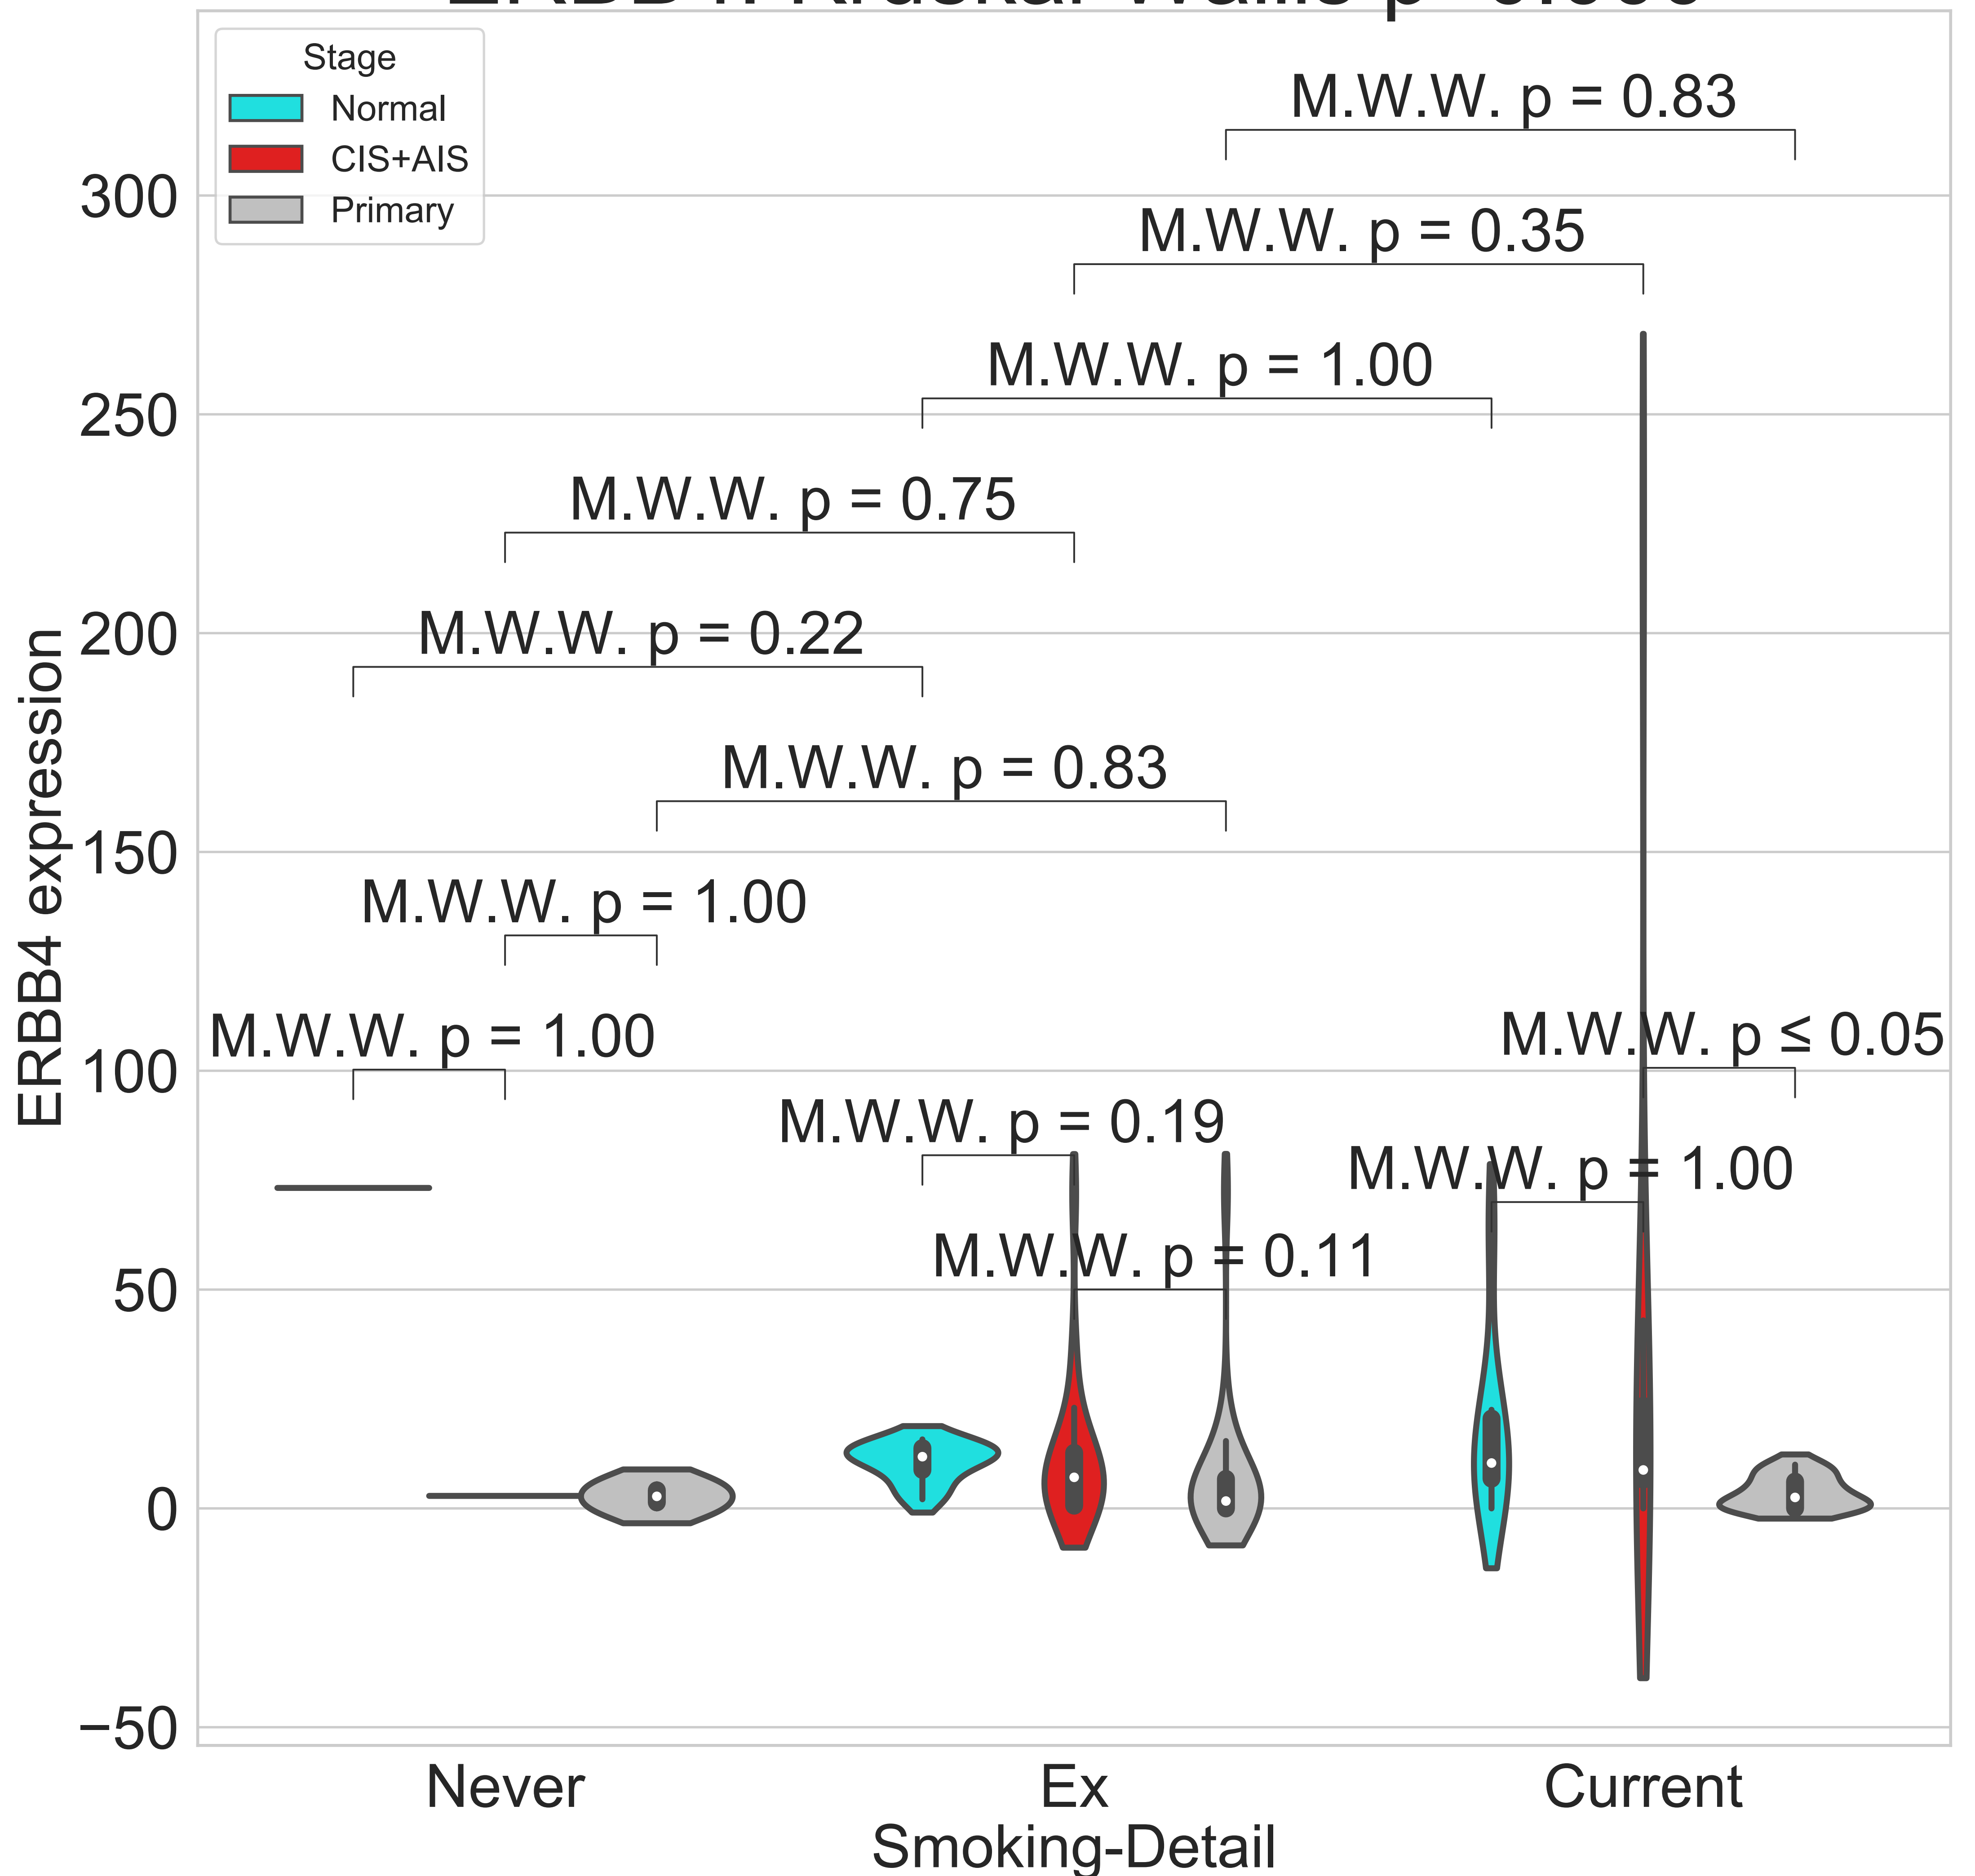 Stage
Normal
CIS+AIS
Primary
M.W.W. p = 0.83
300
M.W.W. p = 0.35
M.W.W. p = 1.00
250
M.W.W. p = 0.75
M.W.W. p = 0.22
200
M.W.W. p = 0.83
150
M.W.W. p = 1.00
M.W.W. p = 1.00
M.W.W. p ≤ 0.05
100
M.W.W. p = 0.19
M.W.W. p = 1.00
M.W.W. p = 0.11
50
0
−50
ERBB4 expression
Never
Ex
Current
Smoking-Detail